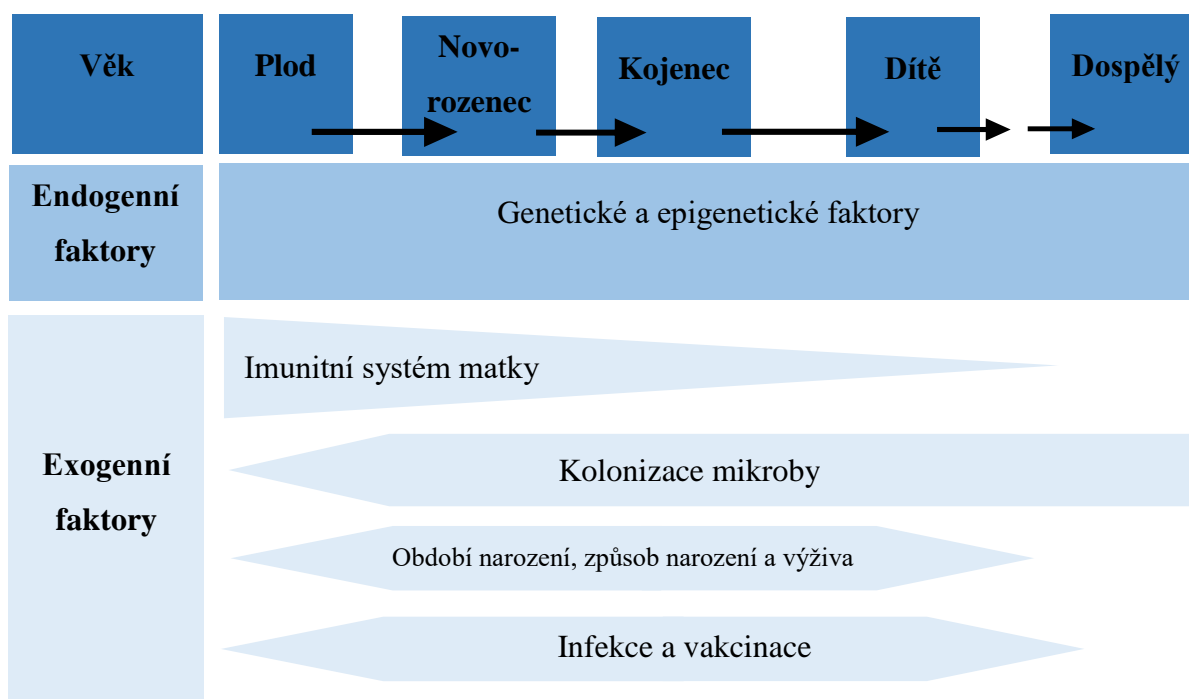 Věk
Plod
Novo-
rozenec
Kojenec
Dítě
Dospělý
Endogenní
faktory
Genetické a epigenetické faktory
Exogenní
faktory
Imunitní systém matky
Kolonizace mikroby
Období narození, způsob narození a výživa
Infekce a vakcinace